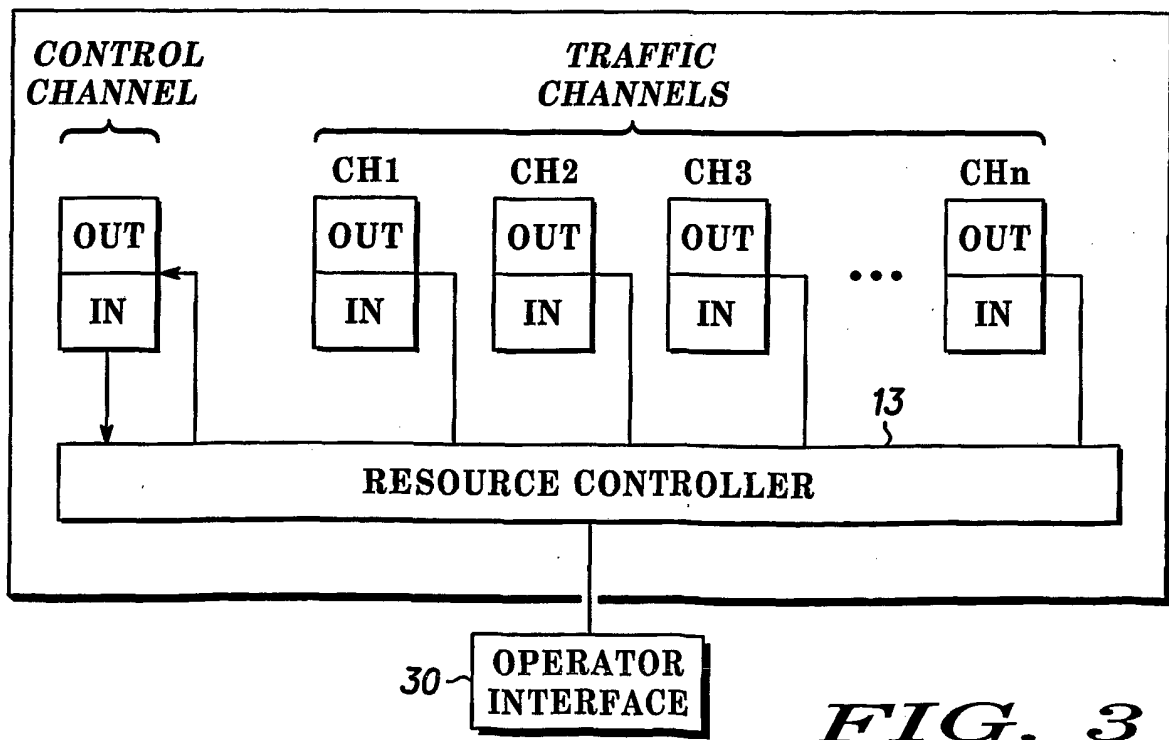 CONTROL
CHANNEL
TRAFFIC
CHANNELS
CH1 CH2 CH3 CHn
OUT OUT OUT OUT OUT
IN IN IN IN IN
13
RESOURCE CONTROLLER
30
OPERATOR
INTERFACE
FIG. 3